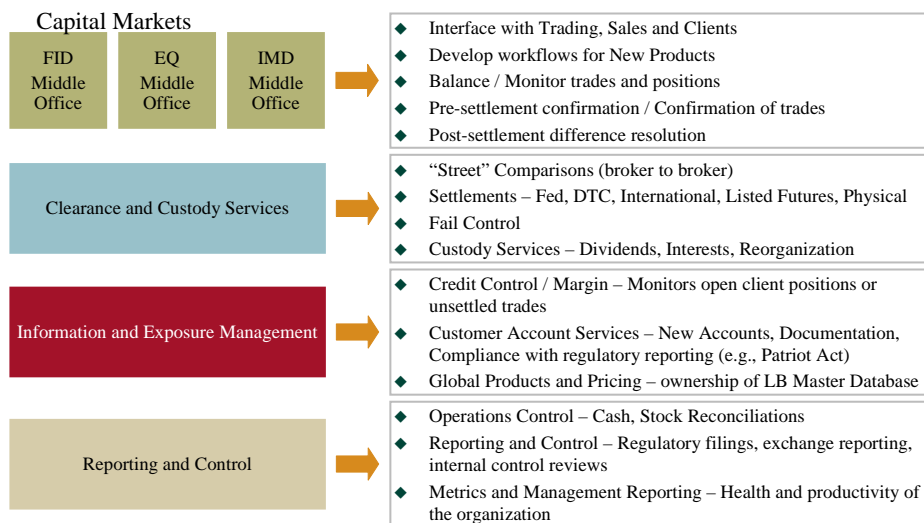 Capital Markets
FID
Middle
Office
EQ
Middle
Office
IMD
Middle
Office
◆ Interface with Trading, Sales and Clients
◆ Develop workflows for New Products
◆ Balance / Monitor trades and positions
◆ Pre-settlement confirmation / Confirmation of trades
◆ Post-settlement difference resolution
Clearance and Custody Services
◆ “Street” Comparisons (broker to broker)
◆ Settlements – Fed, DTC, International, Listed Futures, Physical
◆ Fail Control
◆ Custody Services – Dividends, Interests, Reorganization
Information and Exposure Management
◆ Credit Control / Margin – Monitors open client positions or
unsettled trades
◆ Customer Account Services – New Accounts, Documentation,
Compliance with regulatory reporting (e.g., Patriot Act)
◆ Global Products and Pricing – ownership of LB Master Database
Reporting and Control
◆ Operations Control – Cash, Stock Reconciliations
◆ Reporting and Control – Regulatory filings, exchange reporting,
internal control reviews
◆ Metrics and Management Reporting – Health and productivity of
the organization